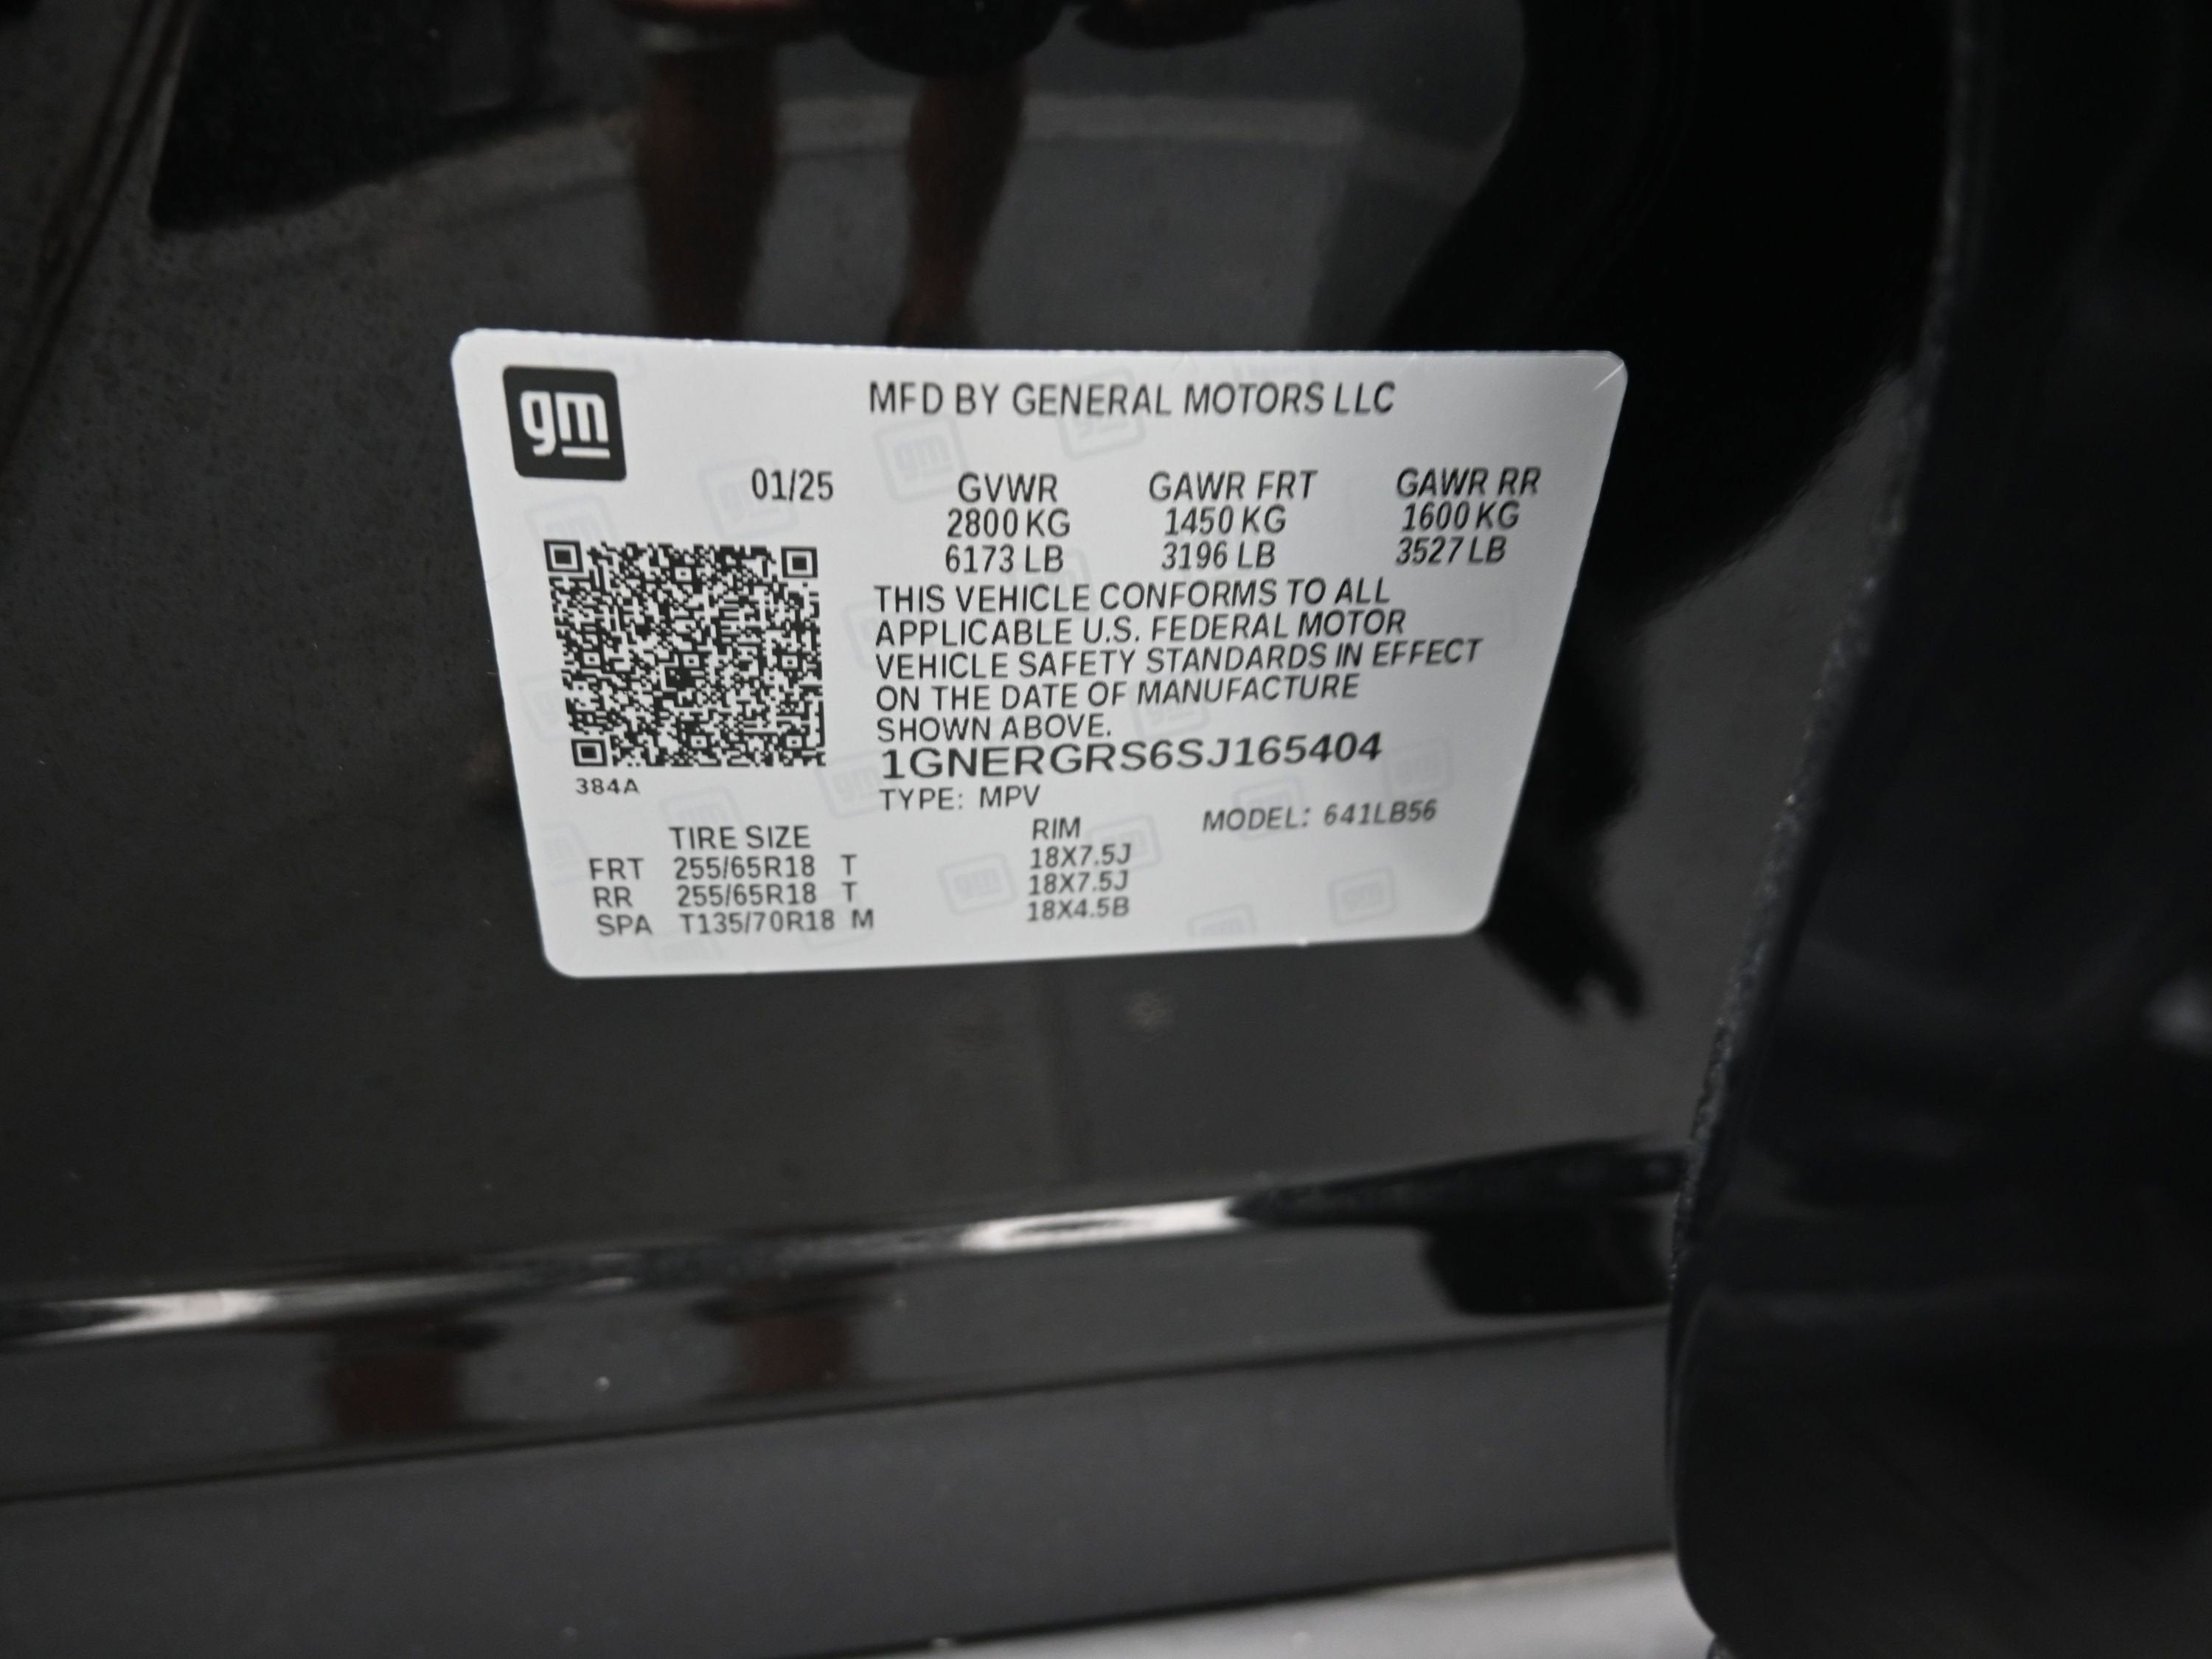 gm
MFD BY GENERAL MOTORS LLC
01/25 GVWR GAWR FRT GAWR RR
2800 KG 1450 KG 1600 KG
6173 LB 3196 LB 3527 LB
THIS VEHICLE CONFORMS TO ALL
APPLICABLE U.S. FEDERAL MOTOR
VEHICLE SAFETY STANDARDS IN EFFECT
ON THE DATE OF MANUFACTURE
SHOWN ABOVE.
1GNERGRS6SJ165404
384A
TYPE: MPV
MODEL: 641LB56
TIRE SIZE RIM
FRT 255/65R18 T 18X7.5J
RR 255/65R18 T 18X7.5J
SPA T135/70R18 M 18X4.5B